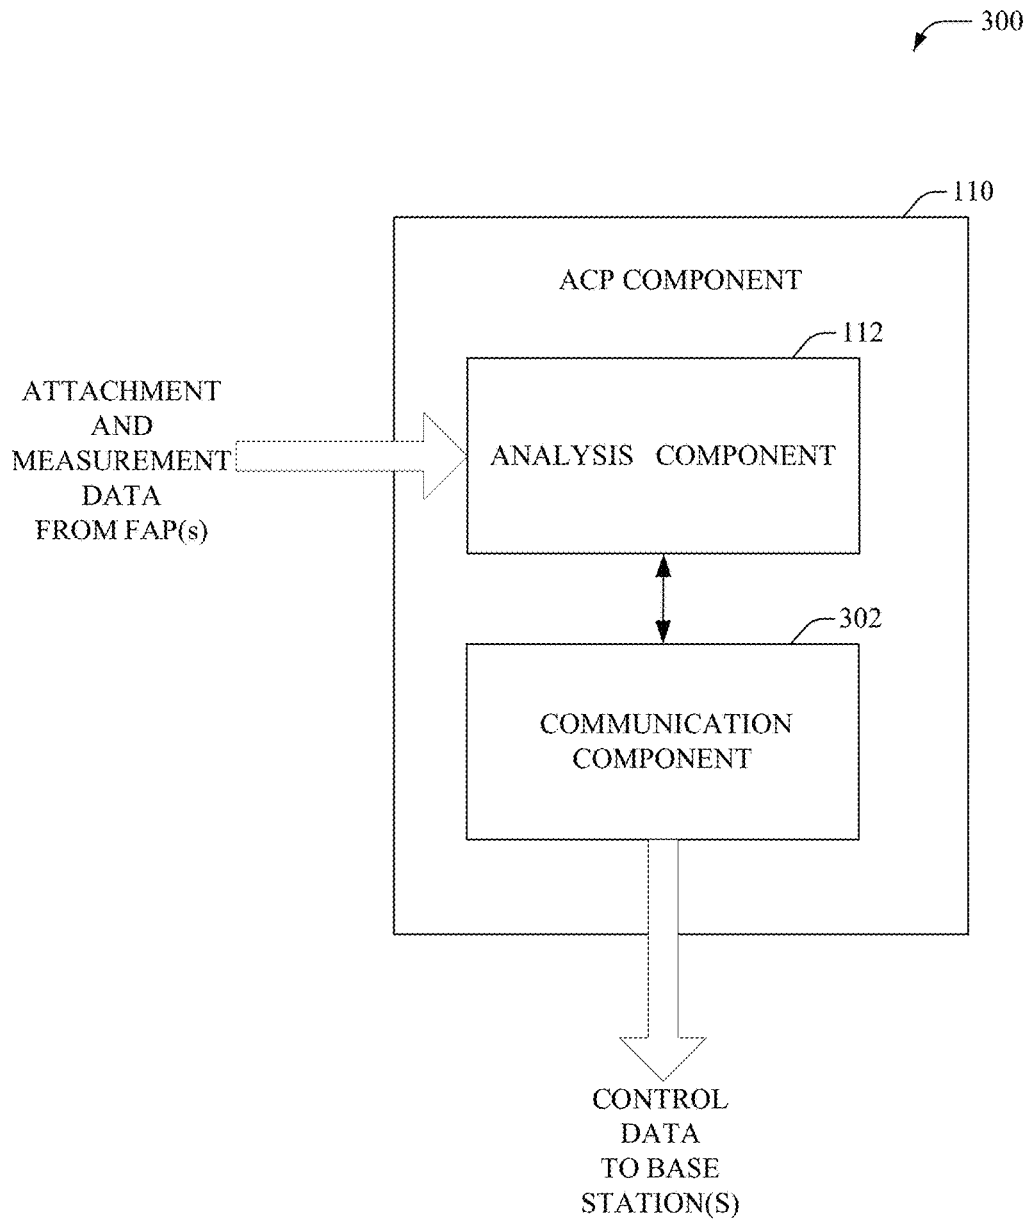 300
110
ACP COMPONENT
112
ATTACHMENT
AND
MEASUREMENT
DATA
FROM FAP(s)
ANALYSIS COMPONENT
302
COMMUNICATION
COMPONENT
CONTROL
DATA
TO BASE
STATION(S)